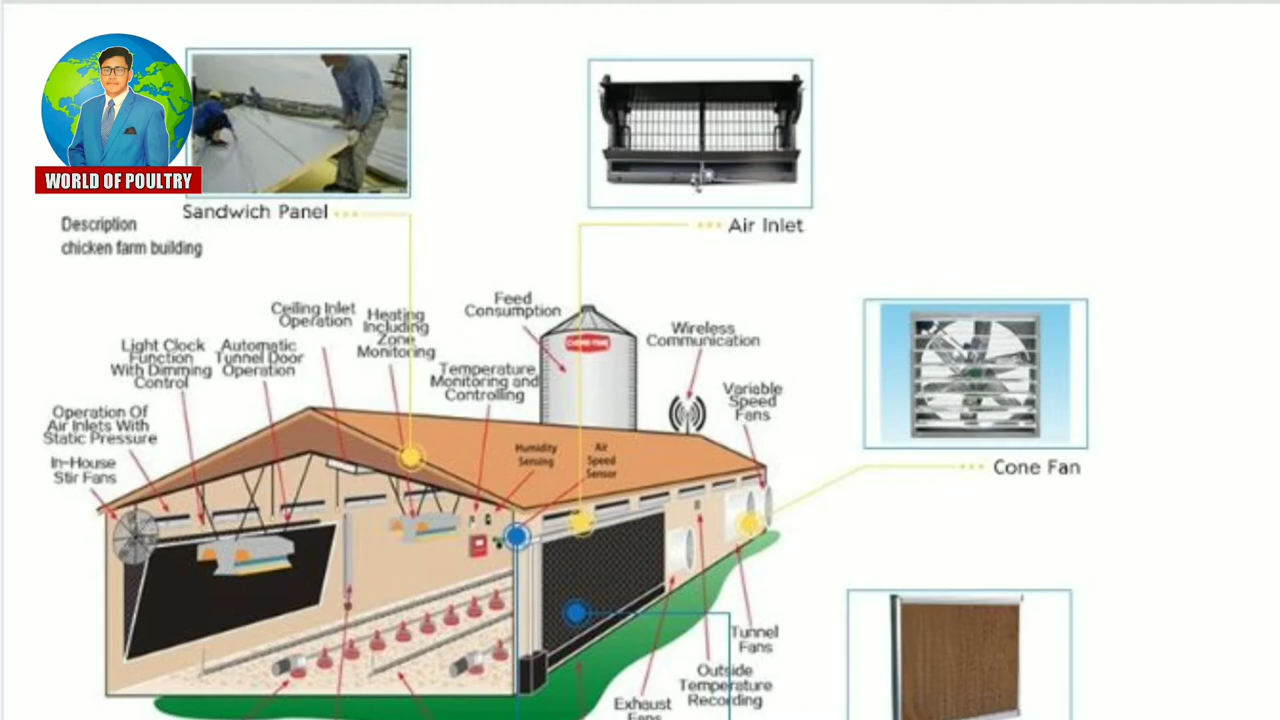 WORLD OF POULTRY
Sandwich Panel
Air Inlet
Description
chicken farm building
Feed
Consumption
Ceiling Inlet
Operation
Heating
Including
Zone
Monitoring
Wireless
Communication
Light Clock
Function
With Dimming
Control
Automatic
Tunnel Door
Operation
Temperature
Monitoring and
Controlling
Variable
Speed
Fans
Operation Of
Air Inlets With
Static Pressure
In-House
Stir Fans
Humidity
Sensing
Air
Speed
Sensor
Cone Fan
Tunnel
Fans
Outside
Temperature
Recording
Exhaust
Fans